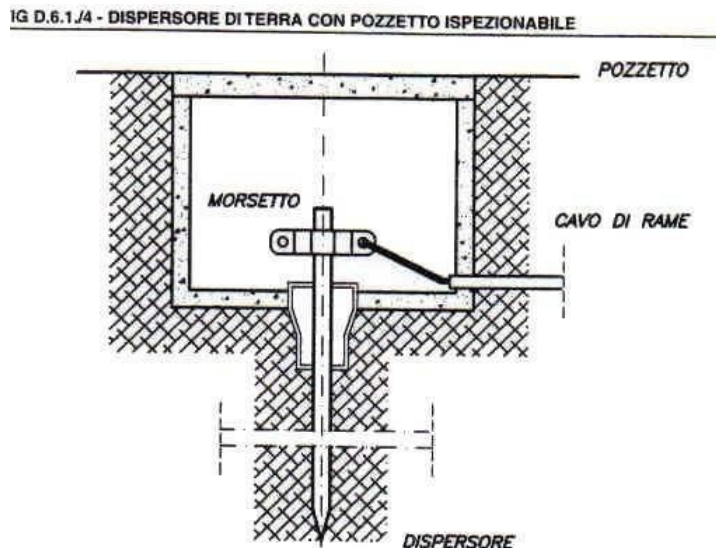 IG D.6.1./4 - DISPERSORE DI TERRA CON POZZETTO ISPEZIONABILE
POZZETTO
MORSETTO
CAVO DI RAME
DISPERSORE